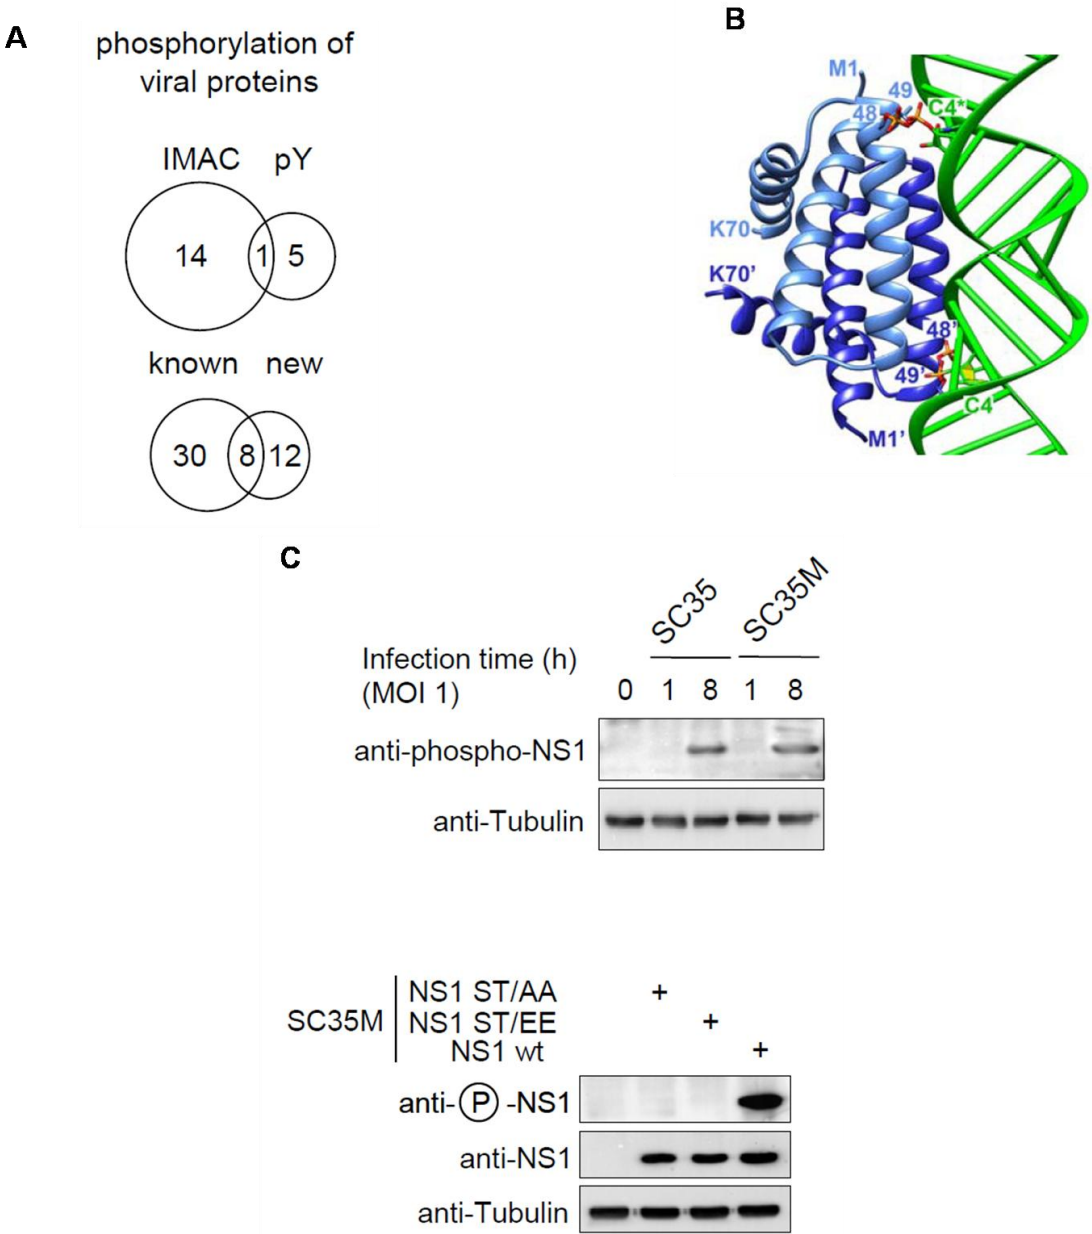 A
phosphorylation of
viral proteins
IMAC pY
14 1 5
known new
30 8 12
B
M1
49
48
C4*
K70
K70’
48’
49’
C4
M1’
C
SC35 SC35M
Infection time (h)
(MOI 1) 0 1 8 1 8
anti-phospho-NS1
anti-Tubulin
SC35M
NS1 ST/AA +
NS1 ST/EE +
NS1 wt +
anti-P-NS1
anti-NS1
anti-Tubulin